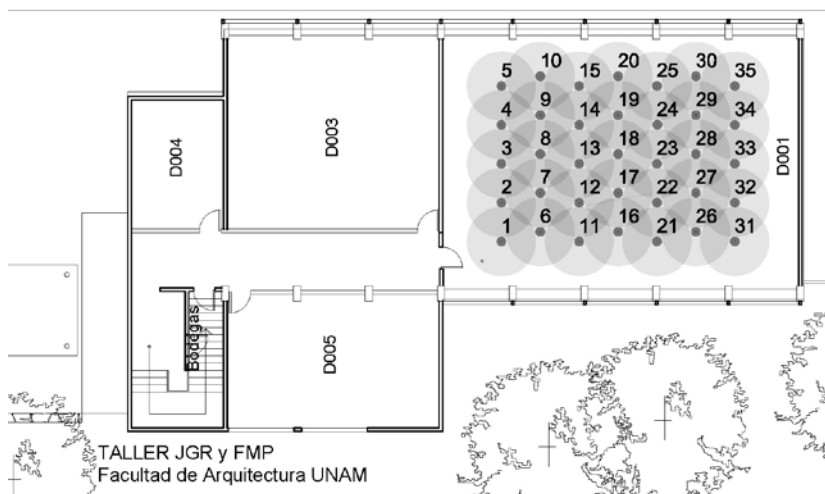 5 10 15 20 25 30 35
4 9 14 19 24 29 34
3 8 13 18 23 28 33
2 7 12 17 22 27 32
1 6 11 16 21 26 31
D004
D003
D001
Bodegas
D005
TALLER JGR y FMP
Facultad de Arquitectura UNAM